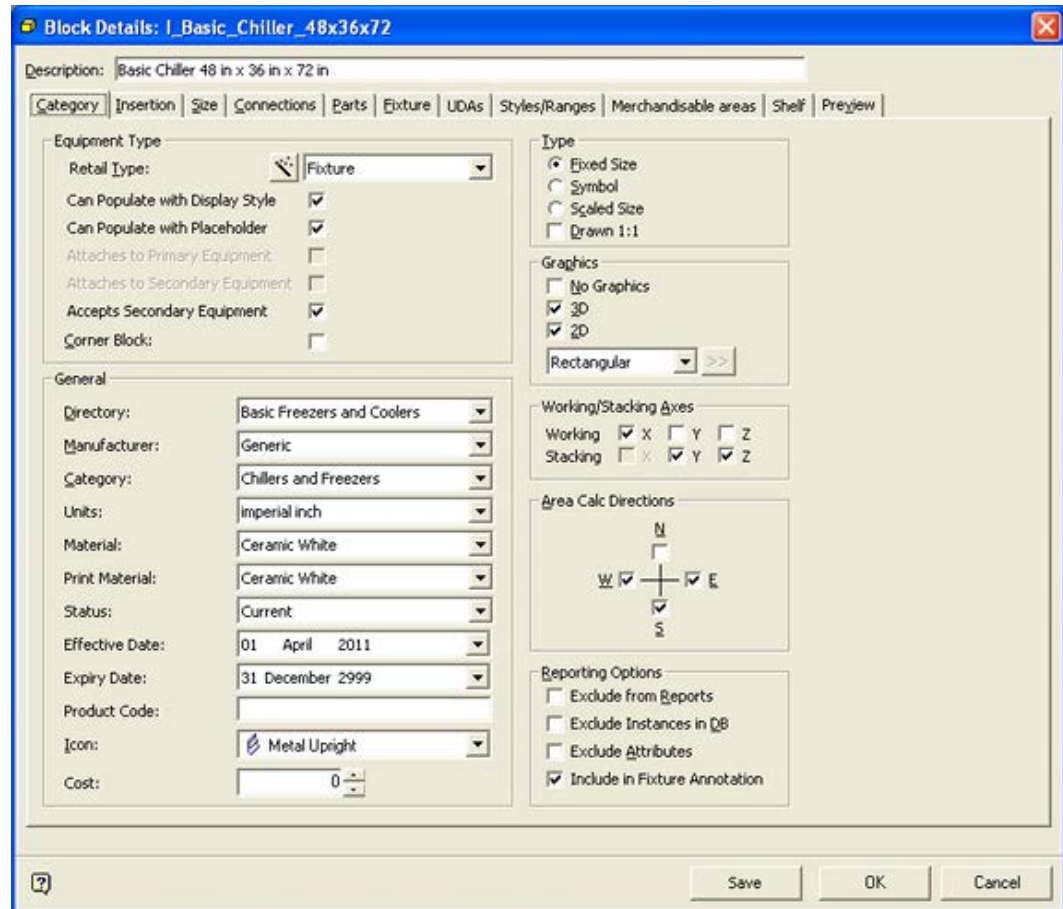 Block Details: I_Basic_Chiller_48x36x72
Description: Basic Chiller 48 in x 36 in x 72 in
Category Insertion Size Connections Parts Fixture UDAs Styles/Ranges Merchandisable areas Shelf Preview
Equipment Type
Retail Type: Fixture
Can Populate with Display Style
Can Populate with Placeholder
Attaches to Primary Equipment
Attaches to Secondary Equipment
Accepts Secondary Equipment
Corner Block:
General
Directory: Basic Freezers and Coolers
Manufacturer: Generic
Category: Chillers and Freezers
Units: imperial inch
Material: Ceramic White
Print Material: Ceramic White
Status: Current
Effective Date: 01 April 2011
Expiry Date: 31 December 2999
Product Code:
Icon: Metal Upright
Cost: 0
Type
Fixed Size
Symbol
Scaled Size
Drawn 1:1
Graphics
No Graphics
3D
2D
Rectangular >>
Working/Stacking Axes
Working X Y Z
Stacking X Y Z
Area Calc Directions
N
W E
S
Reporting Options
Exclude from Reports
Exclude Instances in DB
Exclude Attributes
Include in Fixture Annotation
? Save OK Cancel